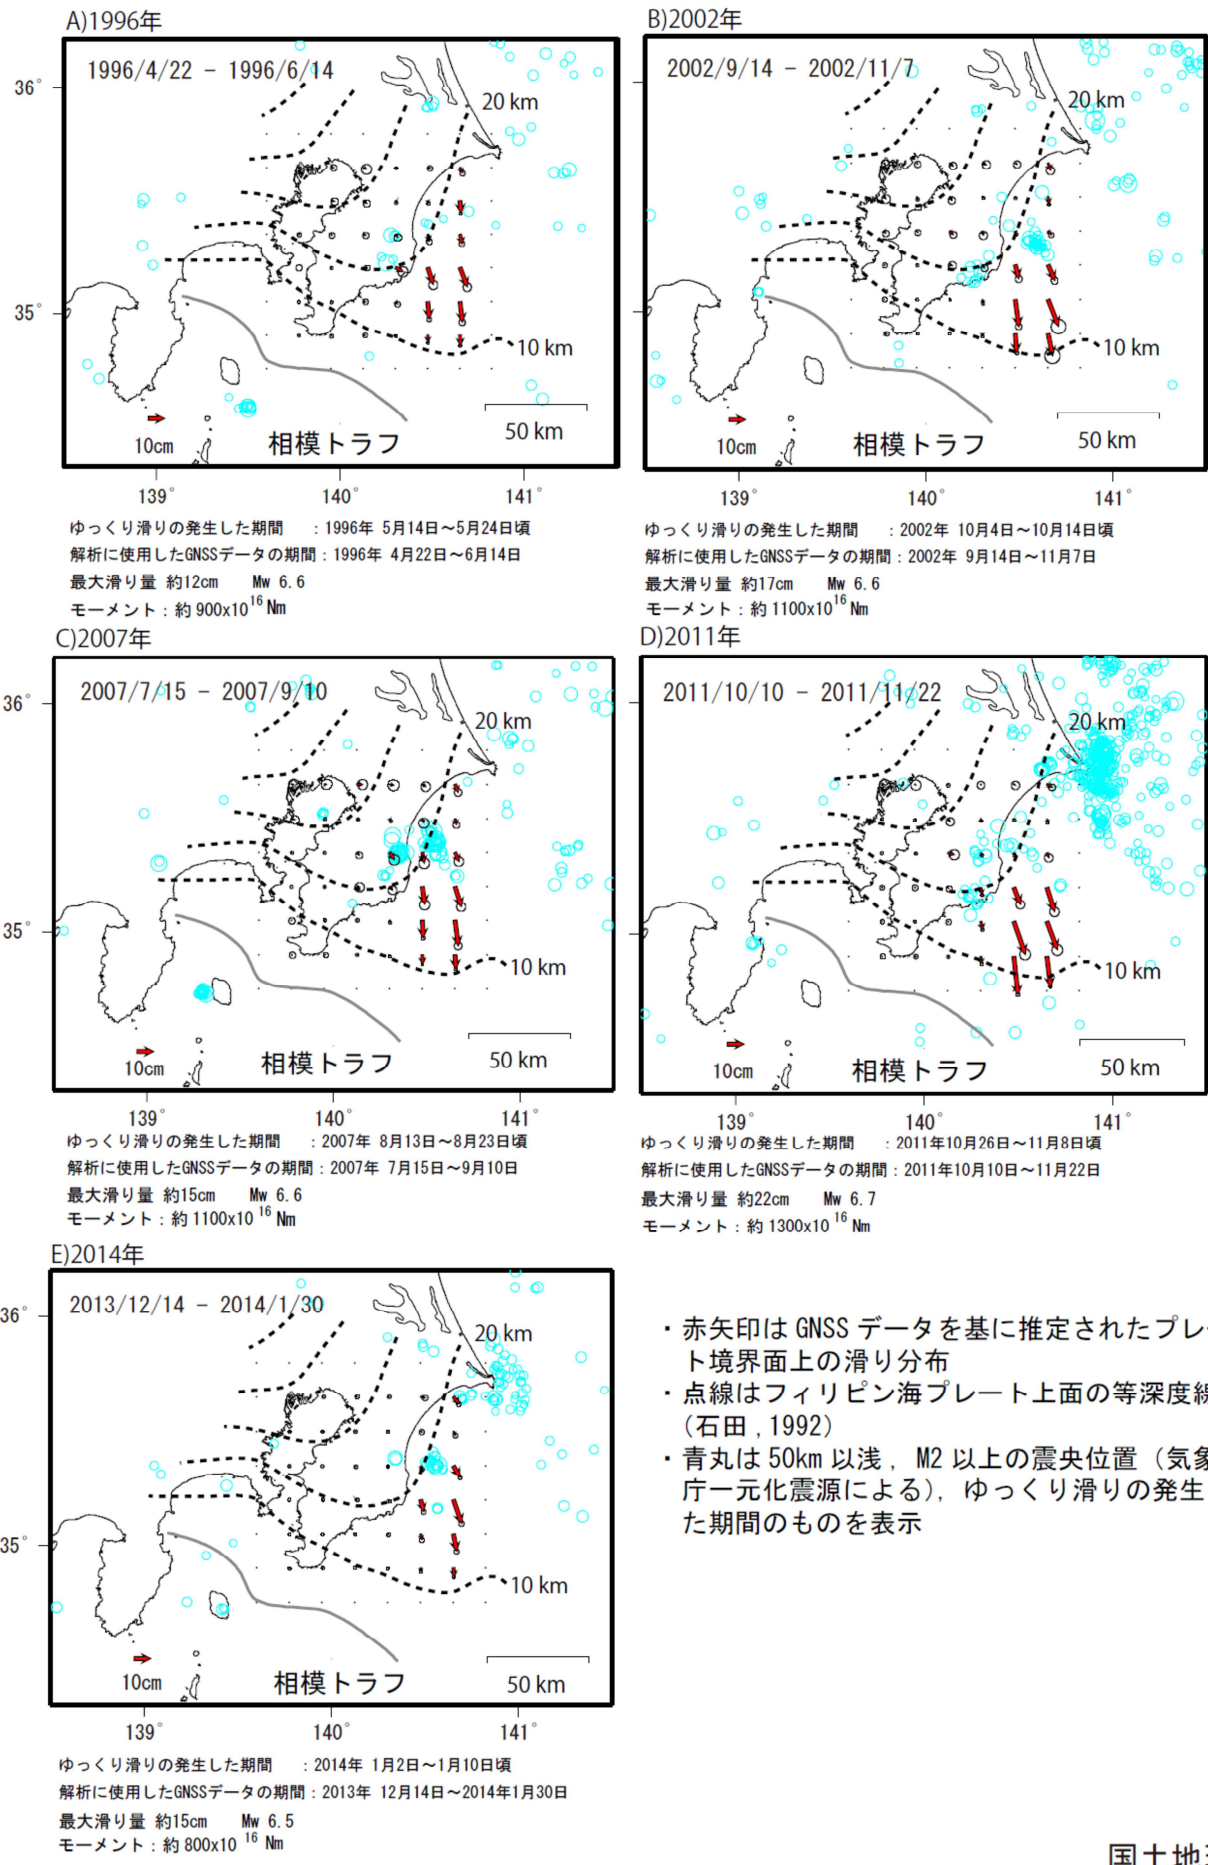 A)1996年
1996/4/22 - 1996/6/14
36°
20 km
35°
10 km
10cm
相模トラフ
50 km
139°
140°
141°
ゆっくり滑りの発生した期間 ：1996年 5月14日～5月24日頃
解析に使用したGNSSデータの期間：1996年 4月22日～6月14日
最大滑り量 約12cm Mw 6.6
モーメント：約 900x10^16 Nm
B)2002年
2002/9/14 - 2002/11/7
20 km
10 km
10cm
相模トラフ
50 km
139°
140°
141°
ゆっくり滑りの発生した期間 ：2002年 10月4日～10月14日頃
解析に使用したGNSSデータの期間：2002年 9月14日～11月7日
最大滑り量 約17cm Mw 6.6
モーメント：約 1100x10^16 Nm
C)2007年
2007/7/15 - 2007/9/10
36°
20 km
35°
10 km
10cm
相模トラフ
50 km
139°
140°
141°
ゆっくり滑りの発生した期間 ：2007年 8月13日～8月23日頃
解析に使用したGNSSデータの期間：2007年 7月15日～9月10日
最大滑り量 約15cm Mw 6.6
モーメント：約 1100x10^16 Nm
D)2011年
2011/10/10 - 2011/11/22
20 km
10 km
10cm
相模トラフ
50 km
139°
140°
141°
ゆっくり滑りの発生した期間 ：2011年10月26日～11月8日頃
解析に使用したGNSSデータの期間：2011年10月10日～11月22日
最大滑り量 約22cm Mw 6.7
モーメント：約 1300x10^16 Nm
E)2014年
2013/12/14 - 2014/1/30
36°
20 km
35°
10 km
10cm
相模トラフ
50 km
139°
140°
141°
ゆっくり滑りの発生した期間 ：2014年 1月2日～1月10日頃
解析に使用したGNSSデータの期間：2013年 12月14日～2014年1月30日
最大滑り量 約15cm Mw 6.5
モーメント：約 800x10^16 Nm
・赤矢印は GNSS データを基に推定されたプレー
ト境界面上の滑り分布
・点線はフィリピン海プレート上面の等深度線
（石田，1992）
・青丸は 50km 以浅，M2 以上の震央位置（気象
庁一元化震源による），ゆっくり滑りの発生
た期間のものを表示
国土地